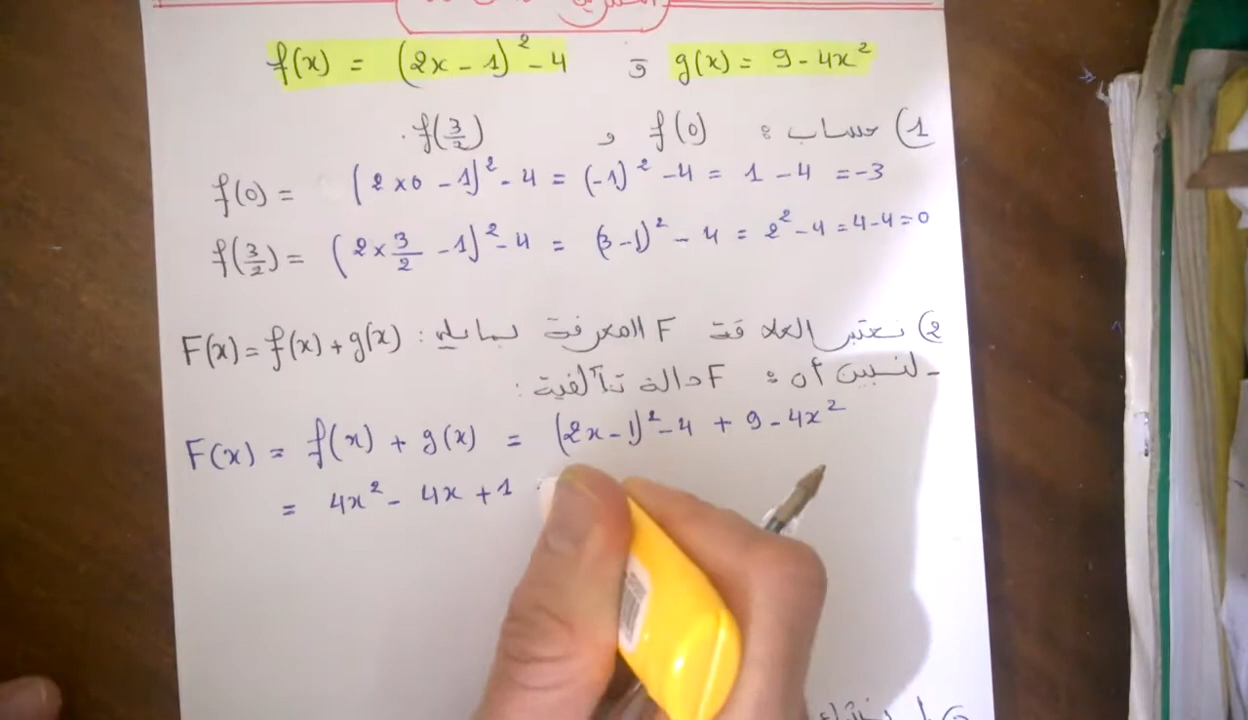 f(x) = (2x - 1)² - 4 و g(x) = 9 - 4x²
1) حساب : f(0) و f(3/2).
f(0) = (2×0 - 1)² - 4 = (-1)² - 4 = 1 - 4 = -3
f(3/2) = (2×3/2 - 1)² - 4 = (3-1)² - 4 = 2² - 4 = 4-4=0
2) نعتبر العلاقة F المعرفة بمايلي : F(x) = f(x) + g(x)
- لنبين أن : F دالة تآلفية :
F(x) = f(x) + g(x) = (2x-1)² - 4 + 9 - 4x²
= 4x² - 4x + 1